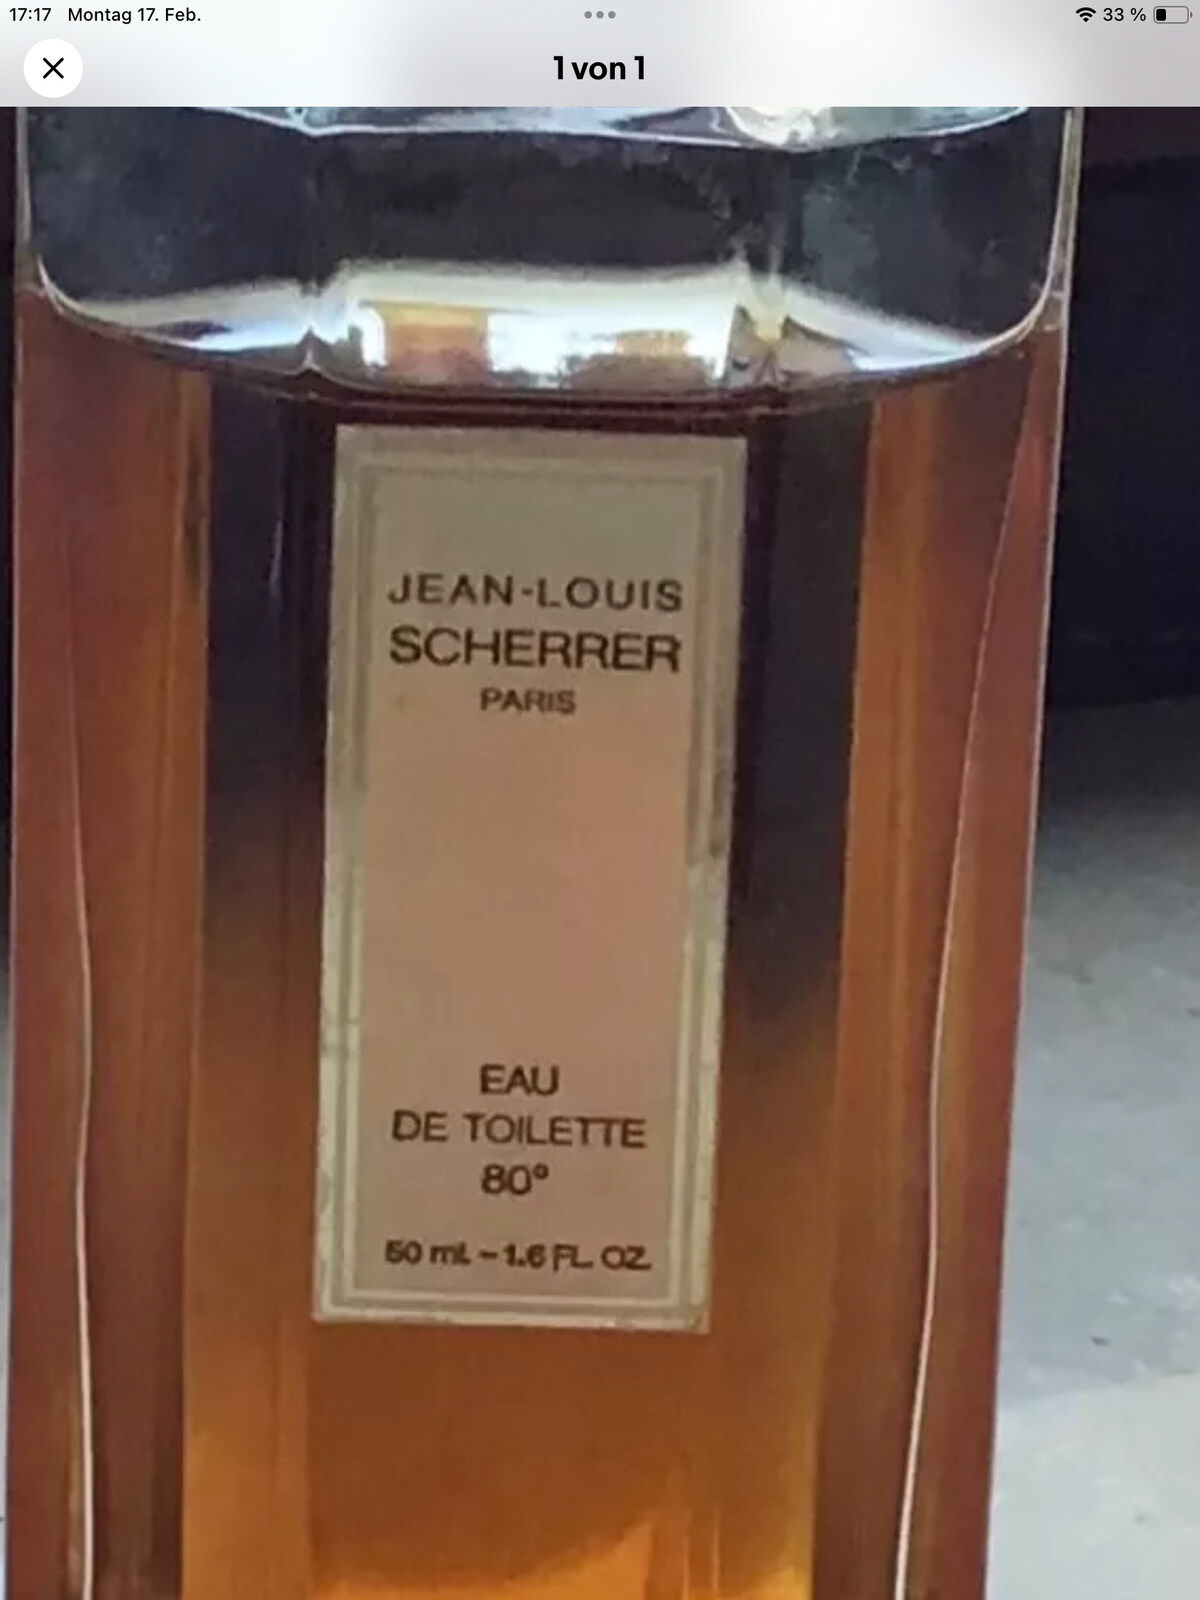 17:17 Montag 17. Feb.
33 %
1 von 1
JEAN-LOUIS
SCHERRER
PARIS
EAU
DE TOILETTE
80°
50 ml. - 1.6 FL. OZ.